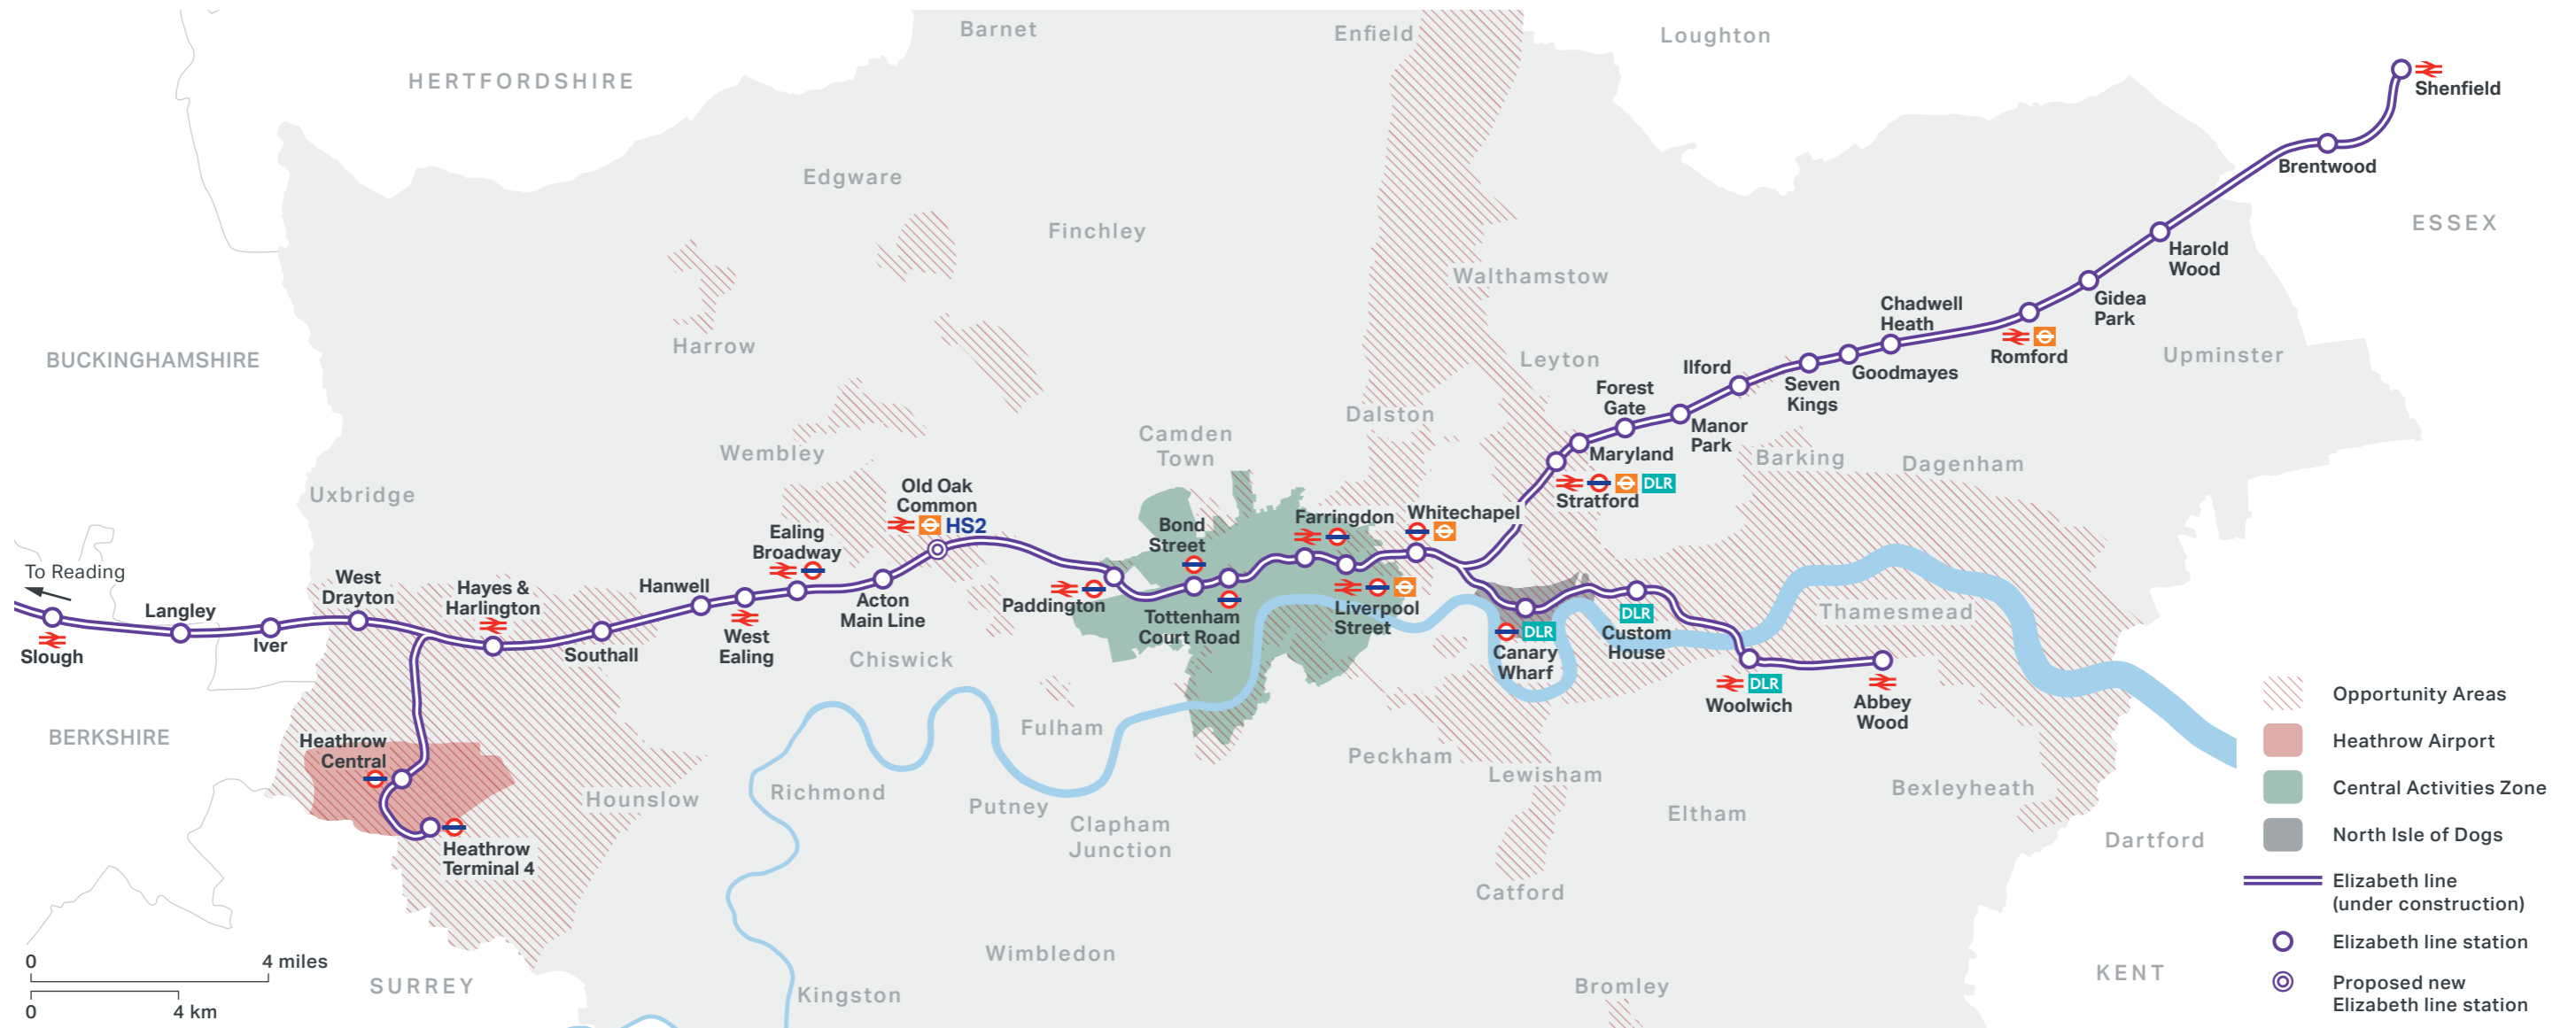 Barnet
Enfield
Loughton
HERTFORDSHIRE
Shenfield
Brentwood
Edgware
ESSEX
Finchley
Harold
Wood
Walthamstow
Gidea
Park
Chadwell
Heath
Romford
Harrow
BUCKINGHAMSHIRE
Upminster
Leyton
Ilford
Goodmayes
Seven
Kings
Forest
Gate
Dalston
Manor
Park
Camden
Town
Wembley
Maryland
Barking
Dagenham
Uxbridge
Old Oak
Common
HS2
DLR
Stratford
Bond
Street
Farringdon
Whitechapel
Ealing
Broadway
To Reading
West
Drayton
Hayes &
Harlington
Hanwell
Langley
Acton
Main Line
Paddington
Tottenham
Court Road
Liverpool
Street
DLR
Custom
House
Thamesmead
Slough
Iver
Southall
West
Ealing
Chiswick
DLR
Canary
Wharf
DLR
Woolwich
Abbey
Wood
BERKSHIRE
Heathrow
Central
Fulham
Peckham
Lewisham
Hounslow
Richmond
Putney
Clapham
Junction
Eltham
Bexleyheath
Dartford
Heathrow
Terminal 4
Catford
Wimbledon
Kingston
Bromley
SURREY
KENT
0 4 miles
0 4 km
Opportunity Areas
Heathrow Airport
Central Activities Zone
North Isle of Dogs
Elizabeth line
(under construction)
Elizabeth line station
Proposed new
Elizabeth line station